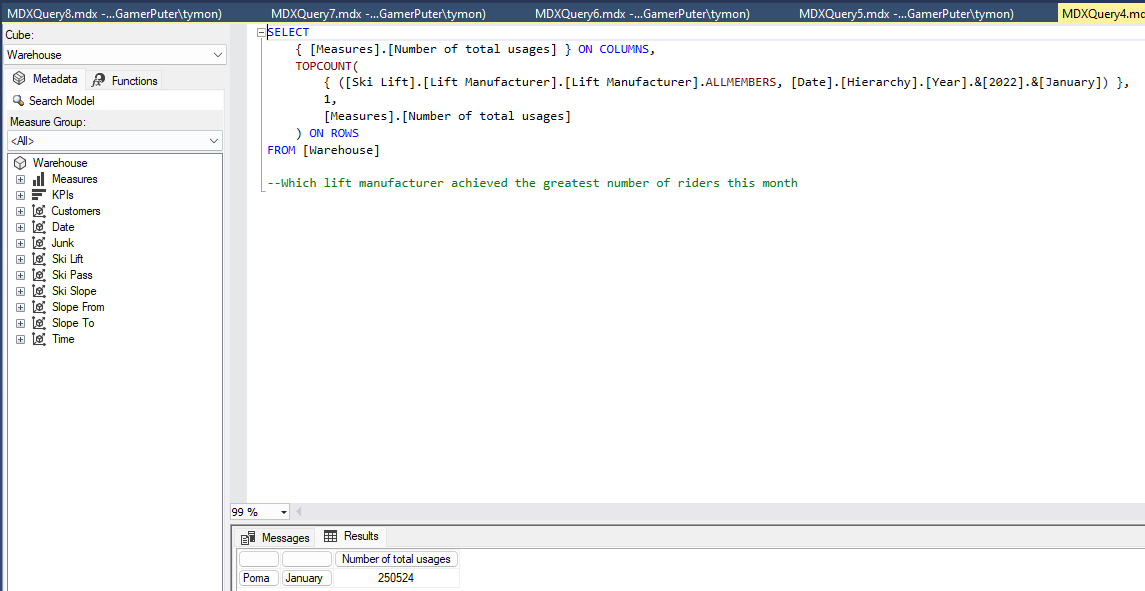 MDXQuery8.mdx -...GamerPuter\tymon)
MDXQuery7.mdx -...GamerPuter\tymon)
MDXQuery6.mdx -...GamerPuter\tymon)
MDXQuery5.mdx -...GamerPuter\tymon)
MDXQuery4.md
Cube:
Warehouse
Metadata
Functions
Search Model
Measure Group:
<All>
Warehouse
Measures
KPIs
Customers
Date
Junk
Ski Lift
Ski Pass
Ski Slope
Slope From
Slope To
Time
SELECT
{ [Measures].[Number of total usages] } ON COLUMNS,
TOPCOUNT(
{ ([Ski Lift].[Lift Manufacturer].[Lift Manufacturer].ALLMEMBERS, [Date].[Hierarchy].[Year].&[2022].&[January]) },
1,
[Measures].[Number of total usages]
) ON ROWS
FROM [Warehouse]
--Which lift manufacturer achieved the greatest number of riders this month
99 %
Messages
Results
Number of total usages
Poma January 250524